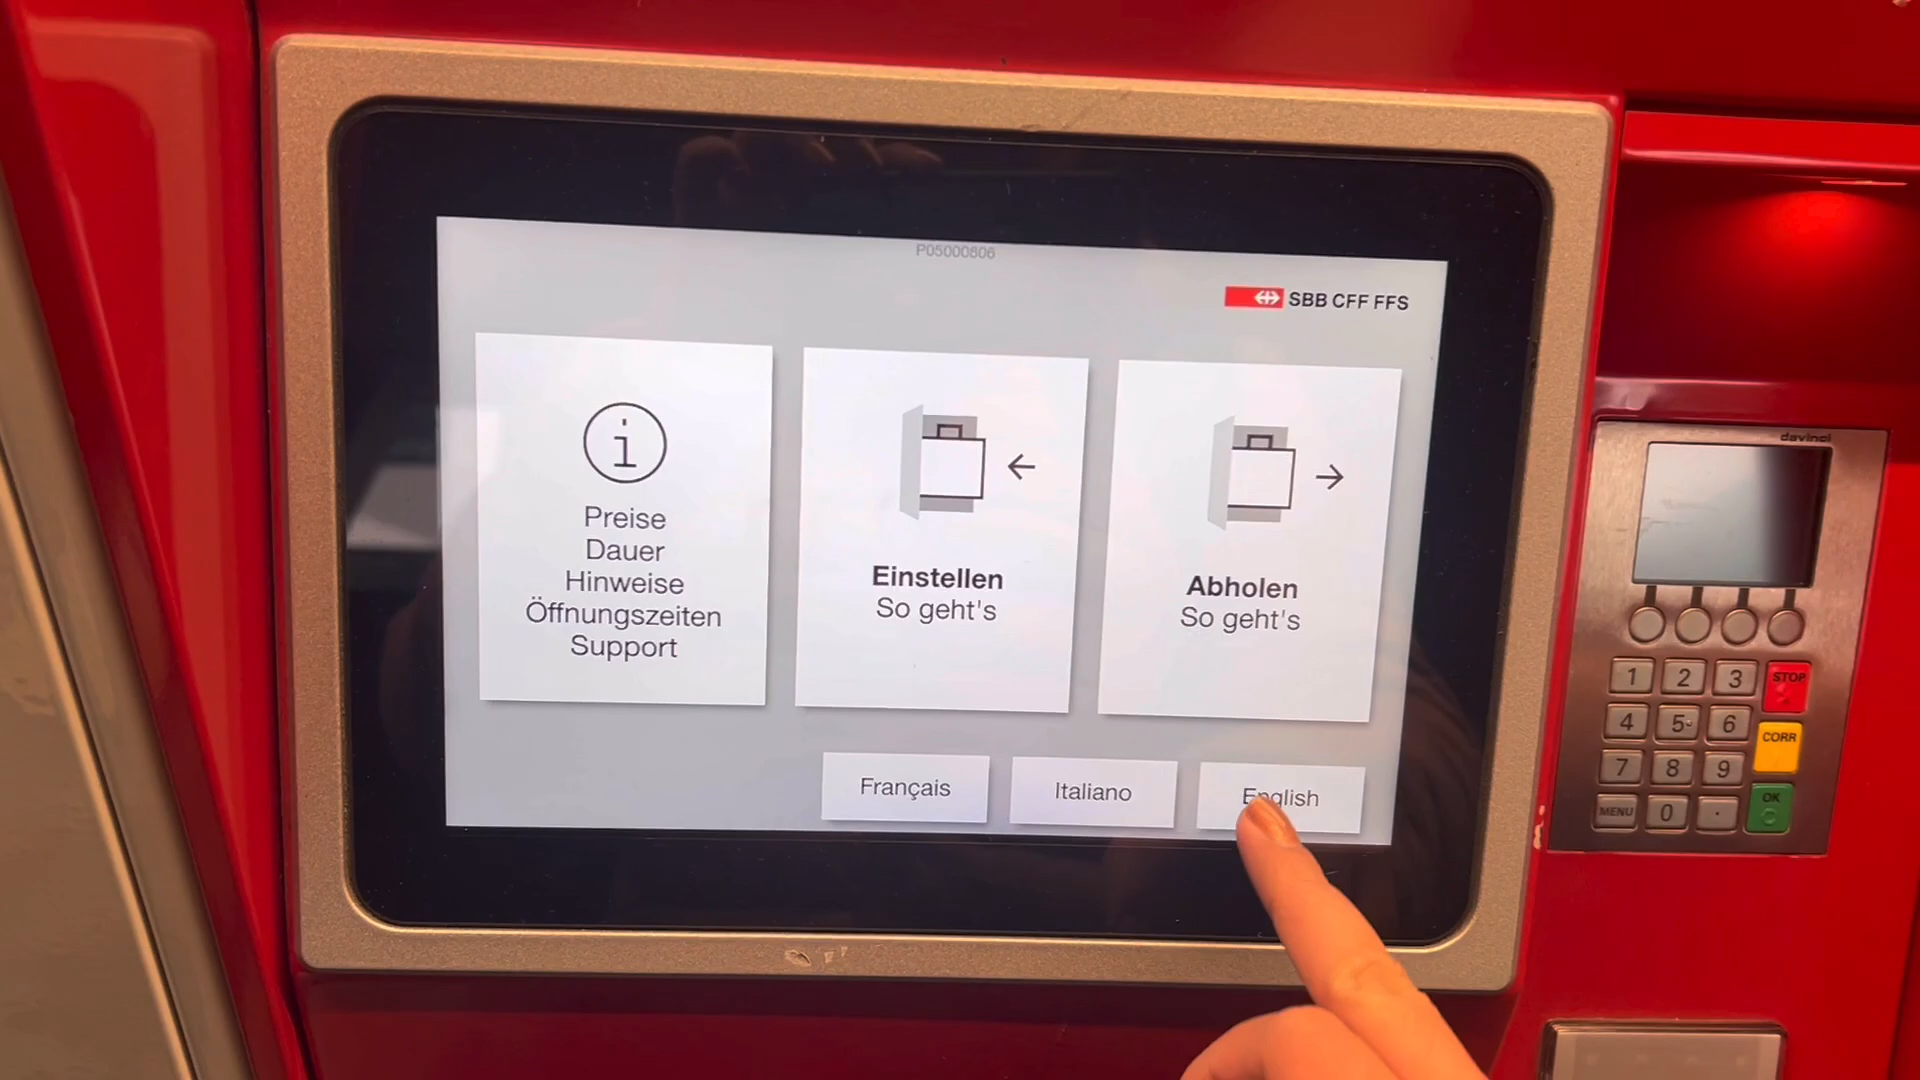 P05000806
SBB CFF FFS
Preise
Dauer
Hinweise
Öffnungszeiten
Support
Einstellen
So geht's
Abholen
So geht's
Français
Italiano
English
davinci
1 2 3 STOP
4 5 6 CORR
7 8 9
MENU 0 . OK